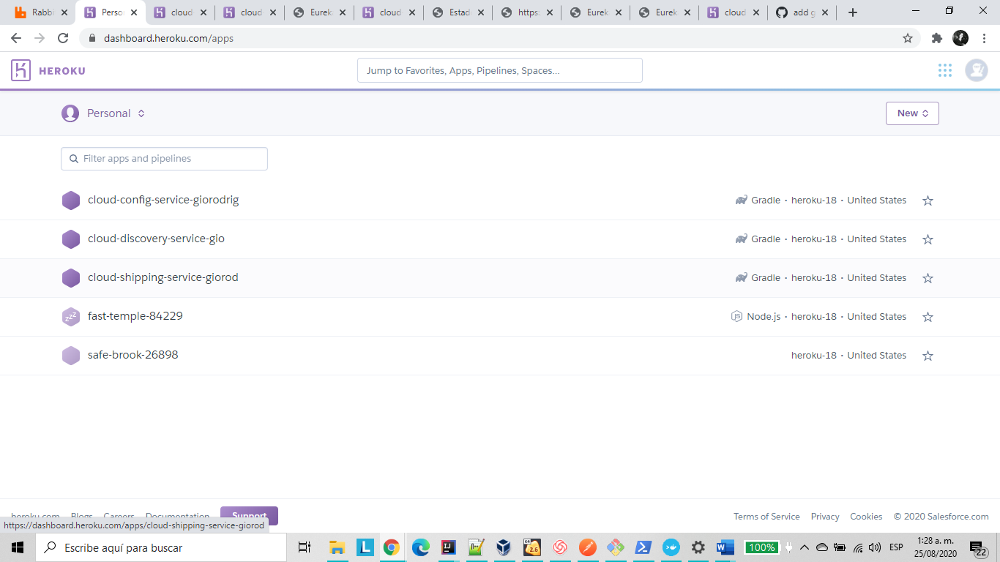 Rabbi
Perso
cloud
cloud
Eurek
cloud
Estad
https:
Eurek
Eurek
cloud
add g
dashboard.heroku.com/apps
HEROKU
Jump to Favorites, Apps, Pipelines, Spaces...
Personal
New
Filter apps and pipelines
cloud-config-service-giorodrig
Gradle · heroku-18 · United States
cloud-discovery-service-gio
Gradle · heroku-18 · United States
cloud-shipping-service-giorod
Gradle · heroku-18 · United States
zzz
fast-temple-84229
JS
Node.js · heroku-18 · United States
safe-brook-26898
heroku-18 · United States
heroku.com Blogs Careers Documentation Support
Terms of Service Privacy Cookies © 2020 Salesforce.com
https://dashboard.heroku.com/apps/cloud-shipping-service-giorod
Escribe aquí para buscar
100%
ESP
1:28 a. m.
25/08/2020
22